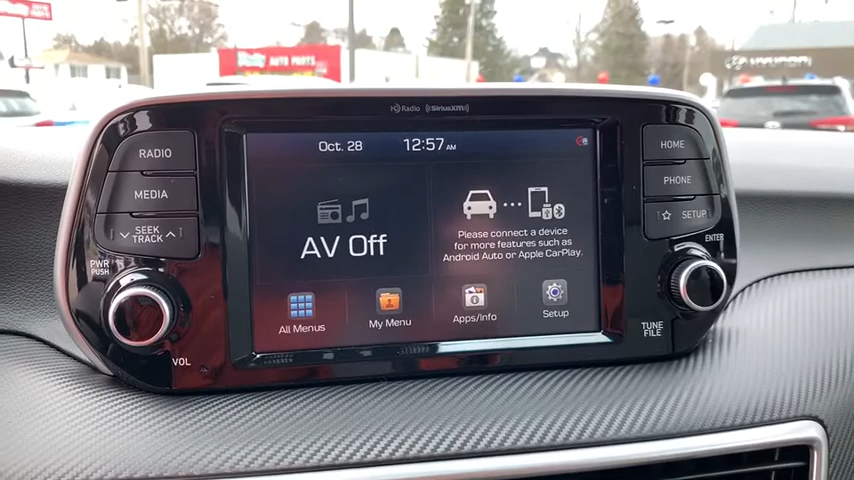 AUTO PARTS
HYUNDAI
HD Radio
((SiriusXM))
RADIO
MEDIA
SEEK
TRACK
PWR
PUSH
VOL
Oct. 28
12:57 AM
AV Off
Please connect a device
for more features such as
Android Auto or Apple CarPlay.
All Menus
My Menu
Apps/Info
Setup
HOME
PHONE
SETUP
ENTER
TUNE
FILE